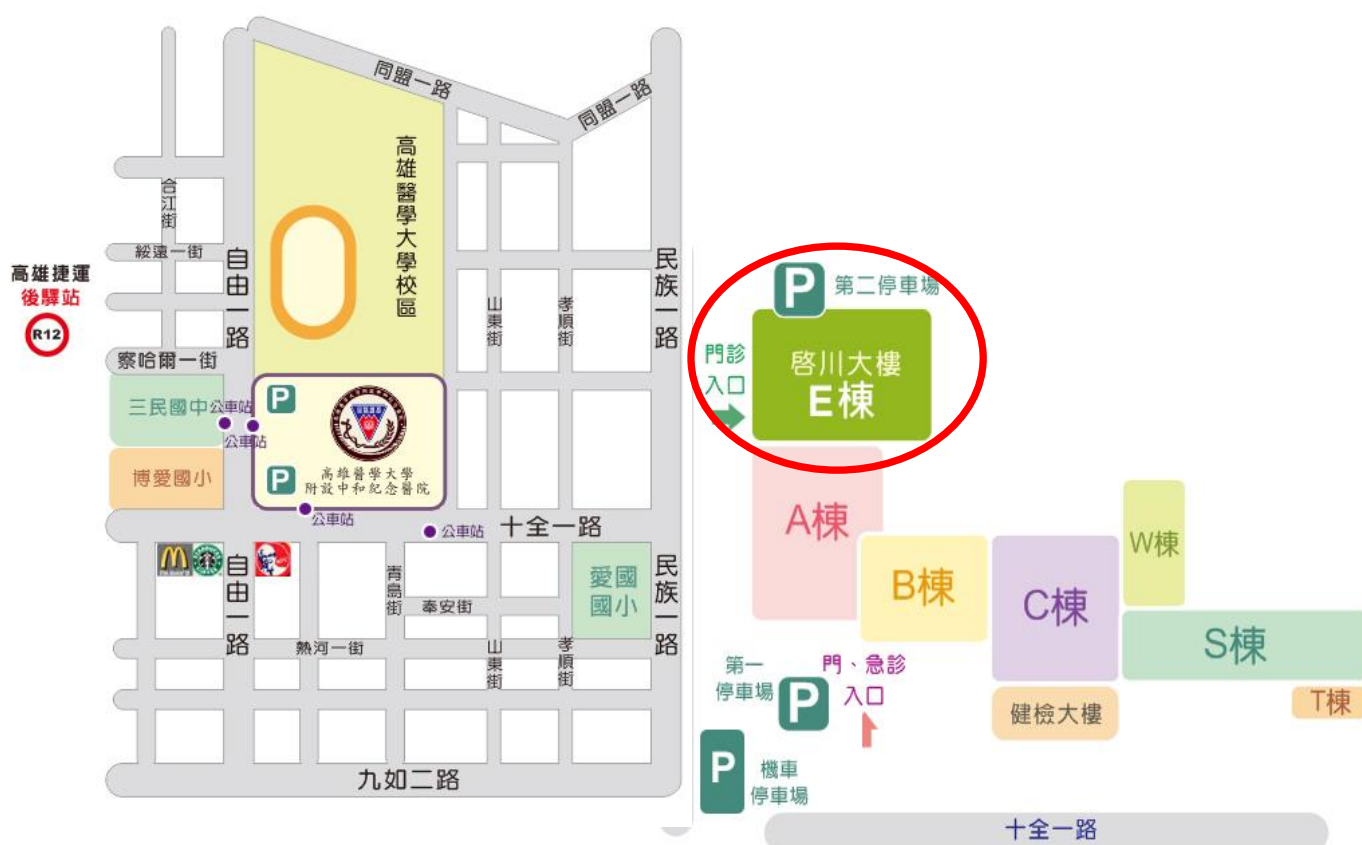 同盟一路
同盟一路
高雄醫學大學校區
合江街
綏遠一街
自由一路
民族一路
高雄捷運
後驛站
R12
山東街
孝順街
察哈爾一街
三民國中
公車站
公車站
P
P
高雄醫學大學
附設中和紀念醫院
博愛國小
公車站
公車站
十全一路
自由一路
青島街
奉安街
愛國
國小
民族一路
熱河一街
山東街
孝順街
九如二路
P
第二停車場
門診
入口
啓川大樓
E棟
A棟
B棟
C棟
W棟
S棟
T棟
健檢大樓
第一
停車場
P
門、急診
入口
P
機車
停車場
十全一路